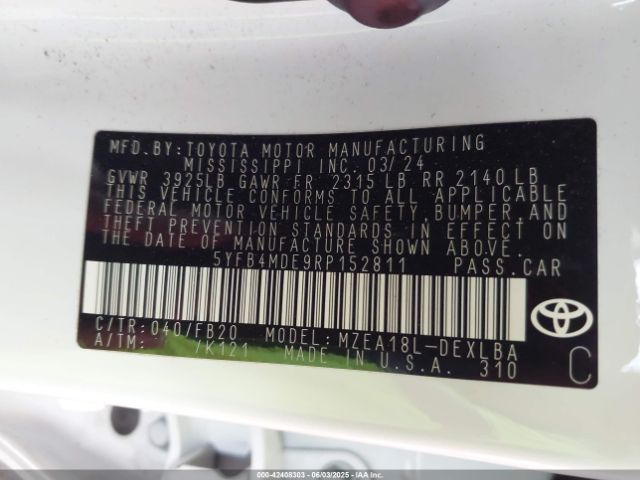 MFD. BY: TOYOTA MOTOR MANUFACTURING
MISSISSIPPI INC. 03/24
GVWR 3925LB GAWR FR 2315 LB RR 2140 LB
THIS VEHICLE CONFORMS TO ALL APPLICABLE
FEDERAL MOTOR VEHICLE SAFETY, BUMPER, AND
THEFT PREVENTION STANDARDS IN EFFECT ON
THE DATE OF MANUFACTURE SHOWN ABOVE.
5YFB4MDE9RP152811 PASS. CAR
C/TR: 040/FB20 MODEL: MZEA18L-DEXLBA
A/TM: /K121 MADE IN U.S.A. 310
C
000-42408303 - 06/03/2025 - IAAI.COM